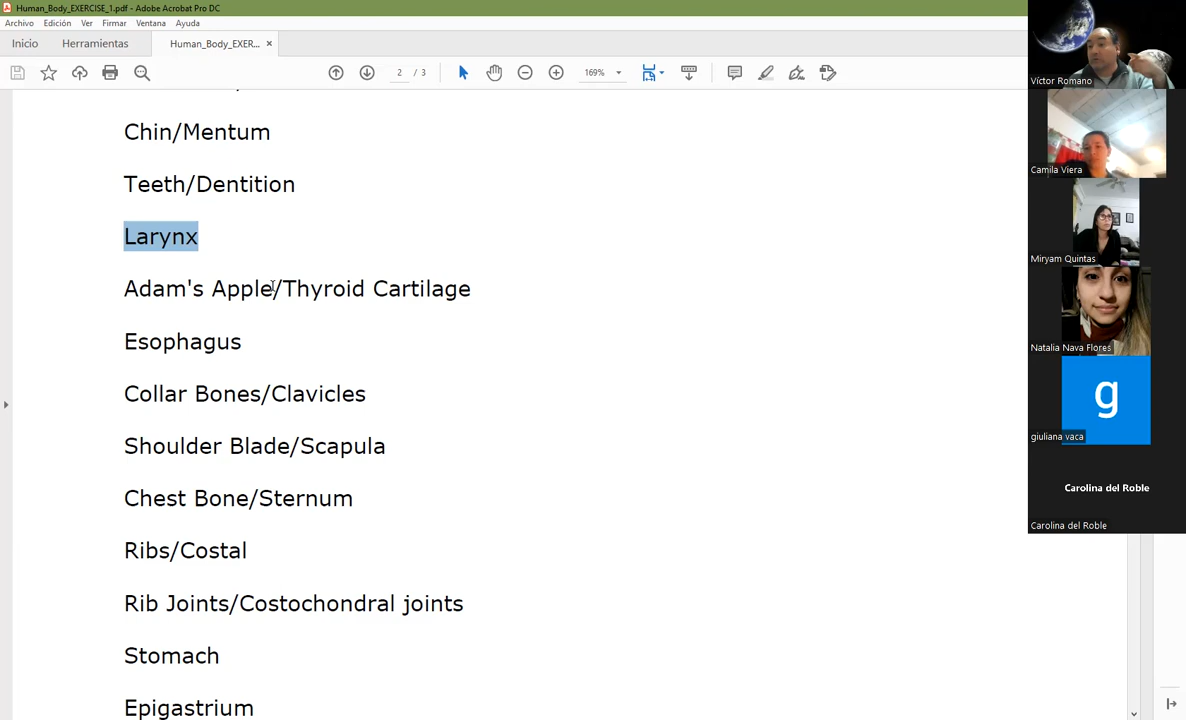 Human_Body_EXERCISE_1.pdf - Adobe Acrobat Pro DC
Archivo Edición Ver Firmar Ventana Ayuda
Inicio Herramientas Human_Body_EXER... ×
2 / 3 169%
Chin/Mentum
Teeth/Dentition
Larynx
Adam's Apple/Thyroid Cartilage
Esophagus
Collar Bones/Clavicles
Shoulder Blade/Scapula
Chest Bone/Sternum
Ribs/Costal
Rib Joints/Costochondral joints
Stomach
Epigastrium
Víctor Romano
Camila Viera
Miryam Quintas
Natalia Nava Flores
g
giuliana vaca
Carolina del Roble
Carolina del Roble